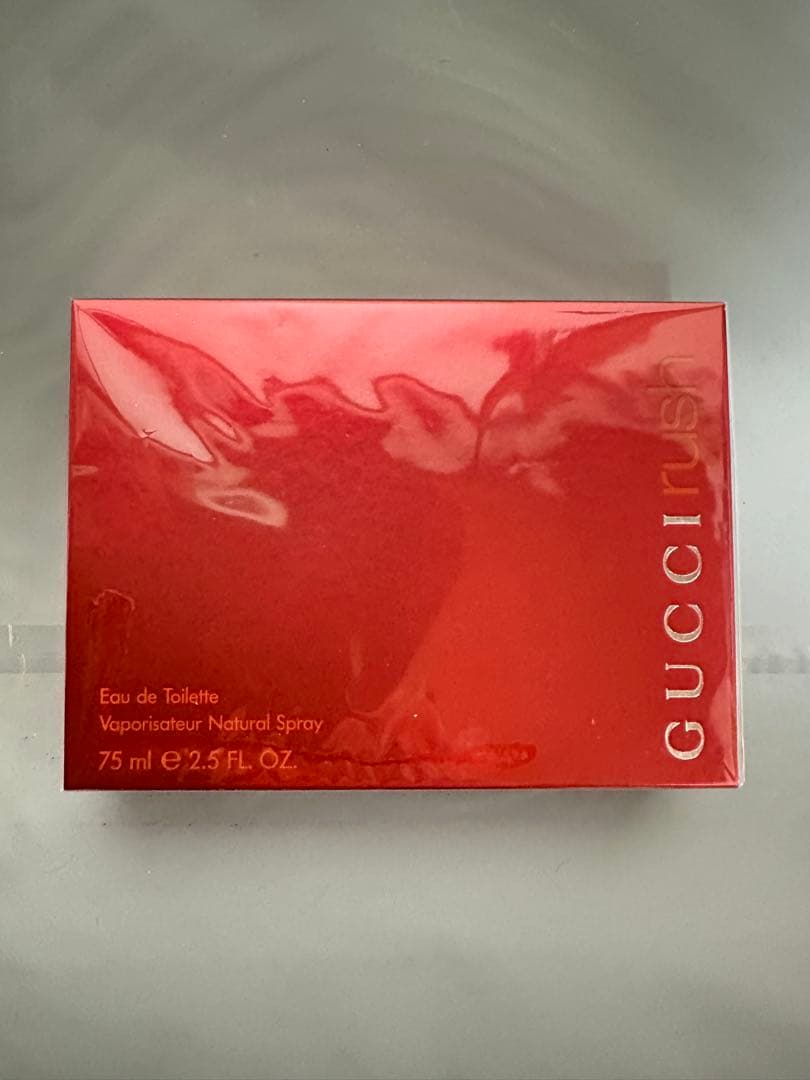 GUCCI rush
Eau de Toilette
Vaporisateur Natural Spray
75 ml ℮ 2.5 FL. OZ.